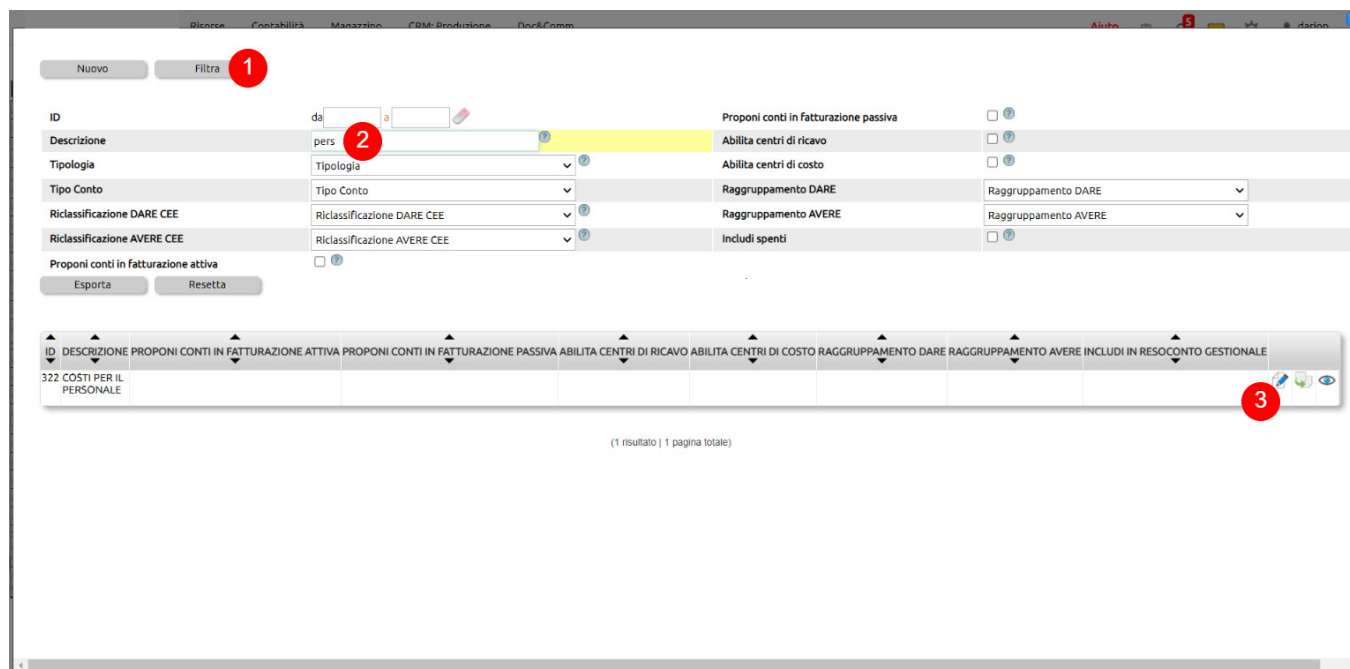 Risorse Contabilità Magazzino CRM: Produzione Doc&Comm Aiuto 5 darion
Nuovo Filtra 1
ID da a Proponi conti in fatturazione passiva
Descrizione pers 2 Abilita centri di ricavo
Tipologia Tipologia Abilita centri di costo
Tipo Conto Tipo Conto Raggruppamento DARE Raggruppamento DARE
Riclassificazione DARE CEE Riclassificazione DARE CEE Raggruppamento AVERE Raggruppamento AVERE
Riclassificazione AVERE CEE Riclassificazione AVERE CEE Includi spenti
Proponi conti in fatturazione attiva
Esporta Resetta
ID DESCRIZIONE PROPONI CONTI IN FATTURAZIONE ATTIVA PROPONI CONTI IN FATTURAZIONE PASSIVA ABILITA CENTRI DI RICAVO ABILITA CENTRI DI COSTO RAGGRUPPAMENTO DARE RAGGRUPPAMENTO AVERE INCLUDI IN RESOCONTO GESTIONALE
322 COSTI PER IL
PERSONALE
3
(1 risultato | 1 pagina totale)